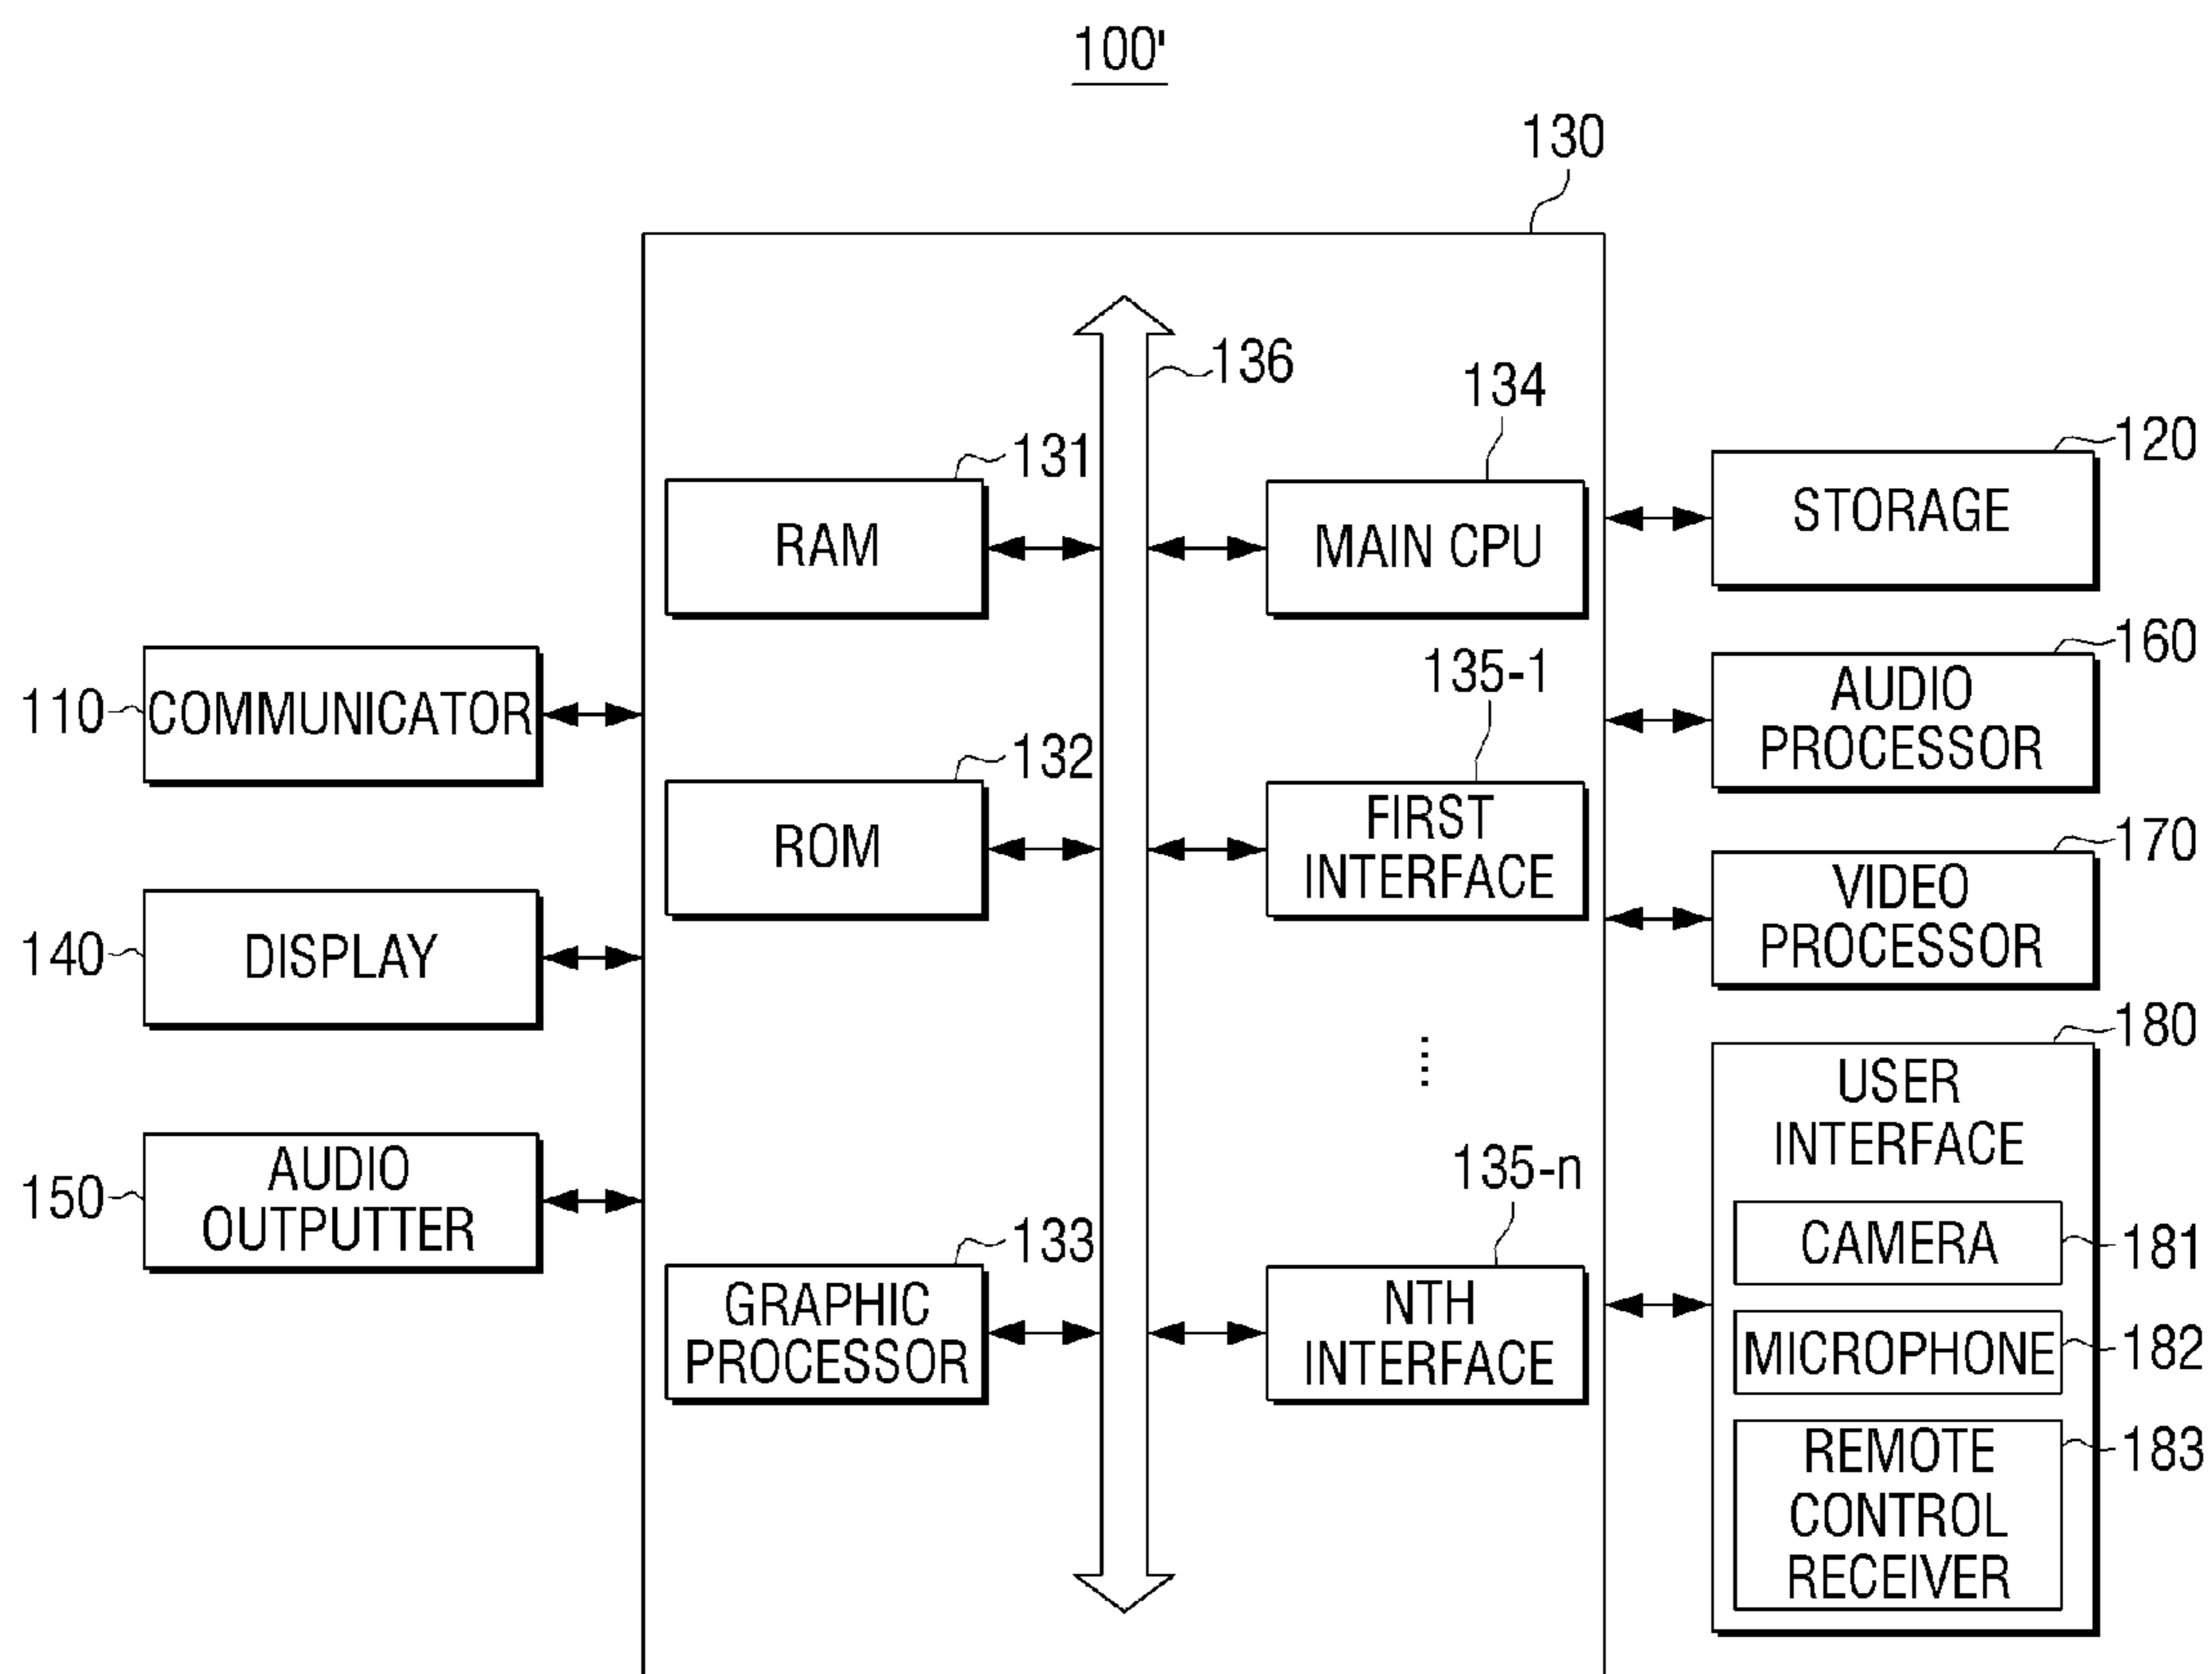 100'
130
136
134
131
RAM
MAIN CPU
120
STORAGE
110
COMMUNICATOR
135-1
160
AUDIO
PROCESSOR
132
ROM
FIRST
INTERFACE
170
VIDEO
PROCESSOR
140
DISPLAY
180
USER
INTERFACE
150
AUDIO
OUTPUTTER
135-n
133
GRAPHIC
PROCESSOR
NTH
INTERFACE
CAMERA
181
MICROPHONE
182
REMOTE
CONTROL
RECEIVER
183